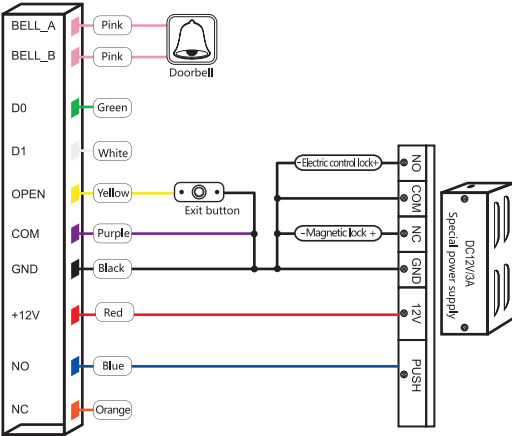 BELL_A Pink
BELL_B Pink
Doorbell
D0 Green
D1 White
OPEN Yellow
Exit button
COM Purple
GND Black
+12V Red
NO Blue
NC Orange
-Electric control lock+
-Magnetic lock +
NO
COM
NC
GND
12V
PUSH
DC12V/3A
Special power supply